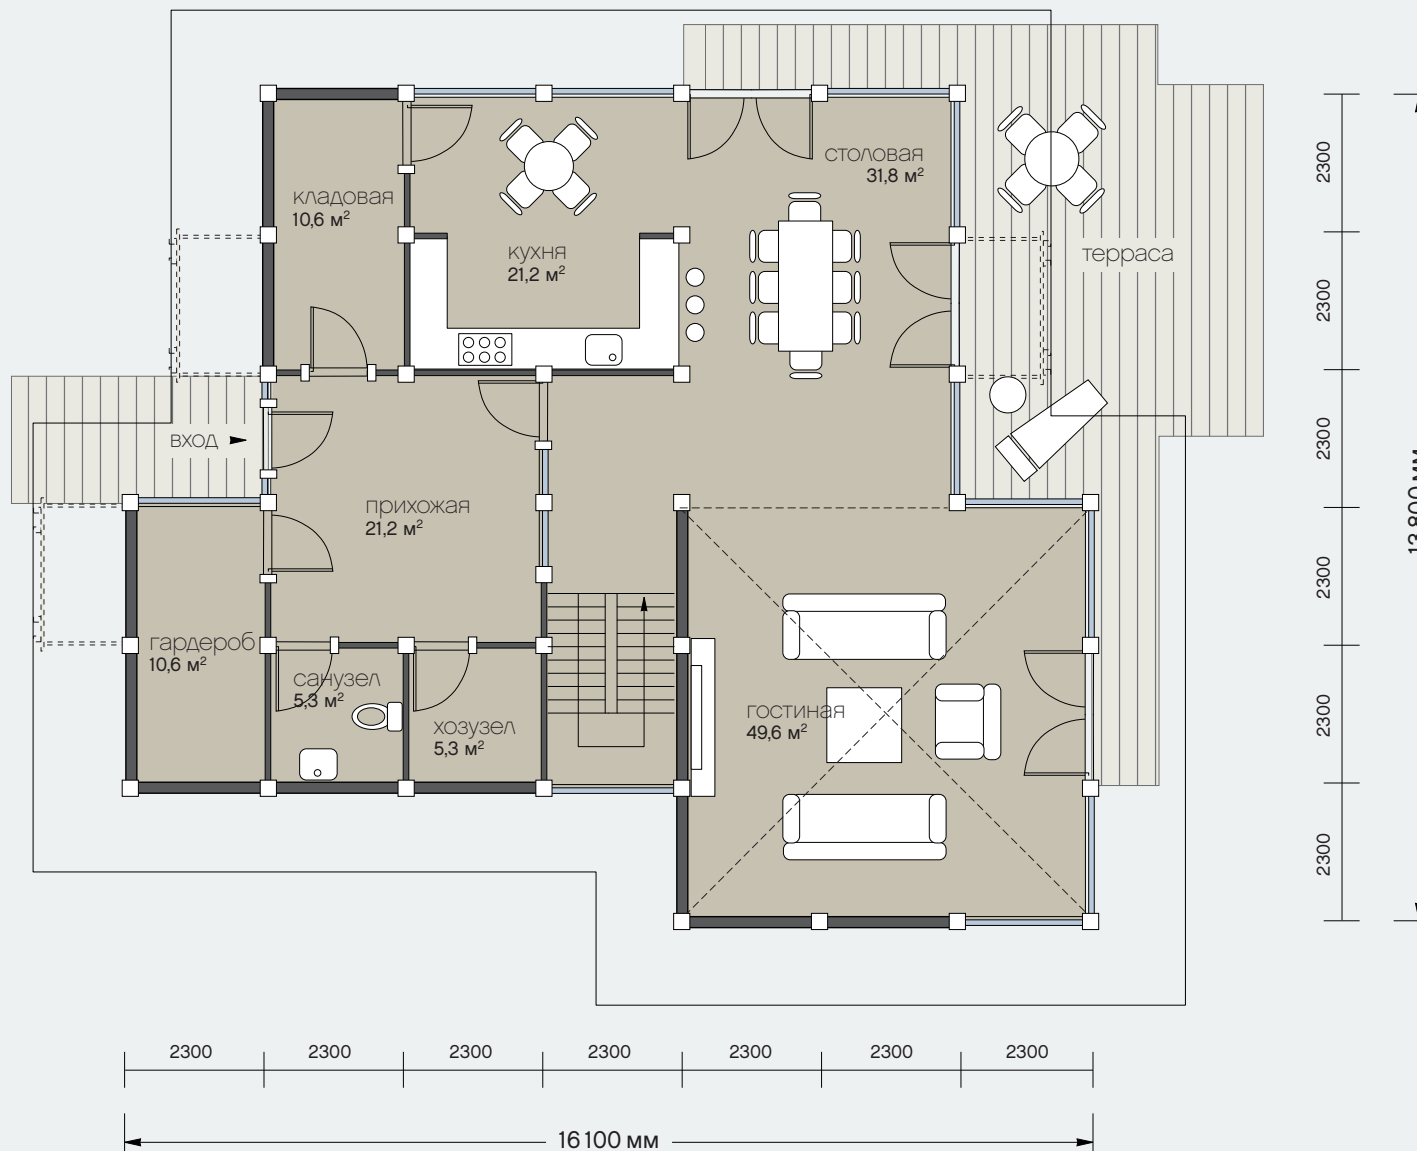 столовая
31,8 м²
кладовая
10,6 м²
кухня
21,2 м²
терраса
вход
прихожая
21,2 м²
гардероб
10,6 м²
санузел
5,3 м²
хозузел
5,3 м²
гостиная
49,6 м²
2300
2300
2300
2300
2300
2300
13 800 мм
2300
2300
2300
2300
2300
2300
2300
16 100 мм